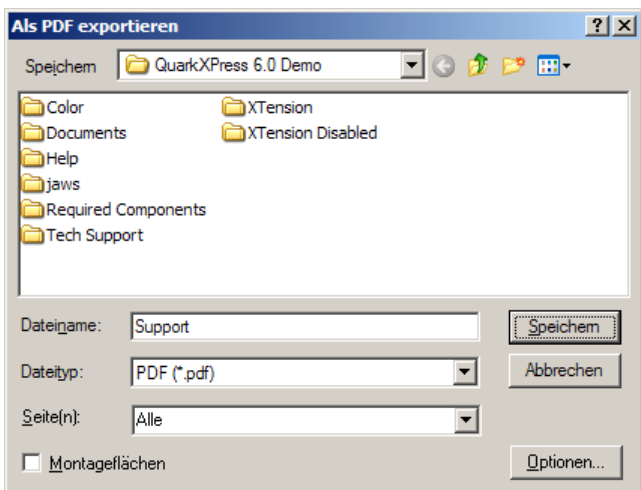 Als PDF exportieren
Speichern QuarkXPress 6.0 Demo
Color XTension
Documents XTension Disabled
Help
jaws
Required Components
Tech Support
Dateiname: Support Speichern
Dateityp: PDF (*.pdf) Abbrechen
Seite(n): Alle
Montageflächen Optionen...